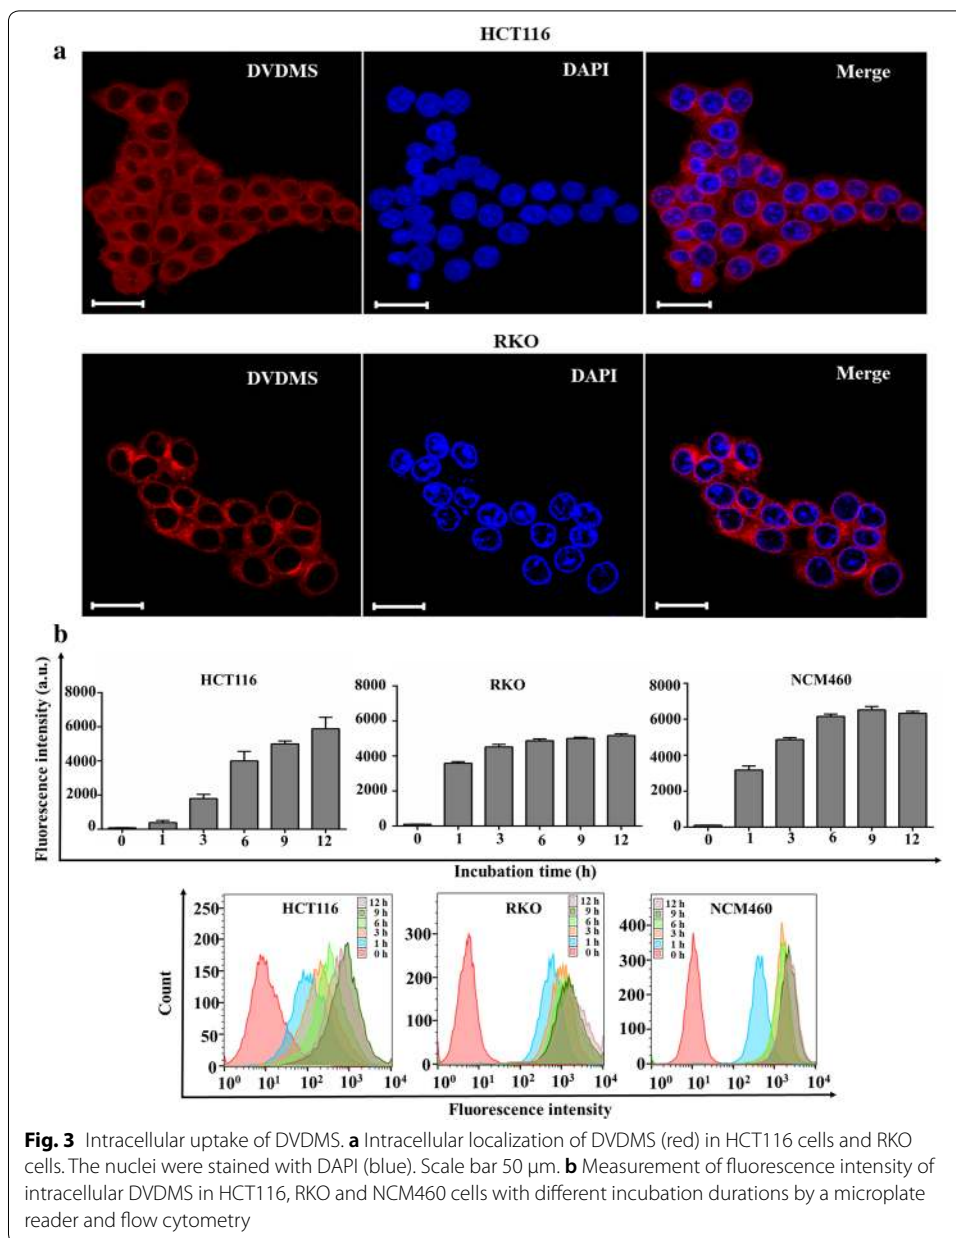 HCT116
a
DVDMS
DAPI
Merge
RKO
DVDMS
DAPI
Merge
b
Fluorescence intensity (a.u.)
HCT116
8000
6000
4000
2000
0
0 1 3 6 9 12
RKO
8000
6000
4000
2000
0
0 1 3 6 9 12
NCM460
8000
6000
4000
2000
0
0 1 3 6 9 12
Incubation time (h)
Count
HCT116
250
200
150
100
50
0
12 h
9 h
6 h
3 h
1 h
0 h
10⁰ 10¹ 10² 10³ 10⁴
RKO
300
200
100
0
12 h
9 h
6 h
3 h
1 h
0 h
10⁰ 10¹ 10² 10³ 10⁴
NCM460
400
300
200
100
0
12 h
9 h
6 h
3 h
1 h
0 h
10⁰ 10¹ 10² 10³ 10⁴
Fluorescence intensity
Fig. 3 Intracellular uptake of DVDMS. a Intracellular localization of DVDMS (red) in HCT116 cells and RKO
cells. The nuclei were stained with DAPI (blue). Scale bar 50 μm. b Measurement of fluorescence intensity of
intracellular DVDMS in HCT116, RKO and NCM460 cells with different incubation durations by a microplate
reader and flow cytometry